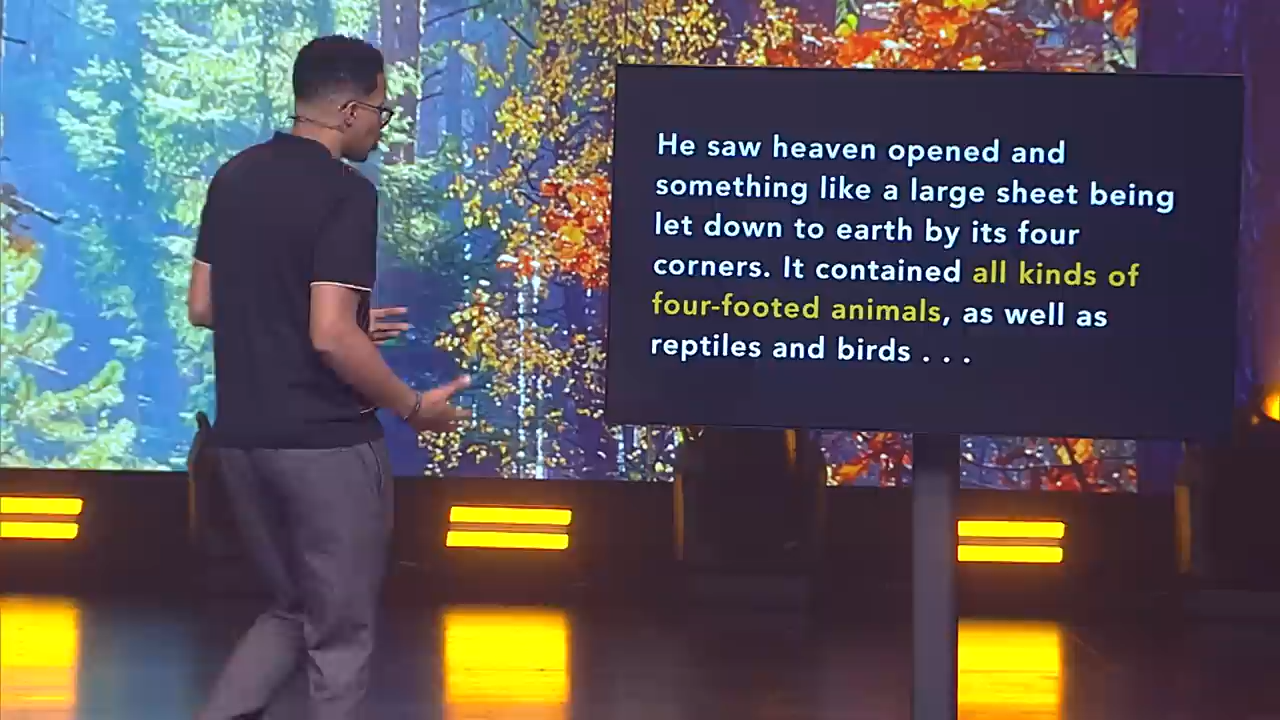 He saw heaven opened and
something like a large sheet being
let down to earth by its four
corners. It contained all kinds of
four-footed animals, as well as
reptiles and birds . . .